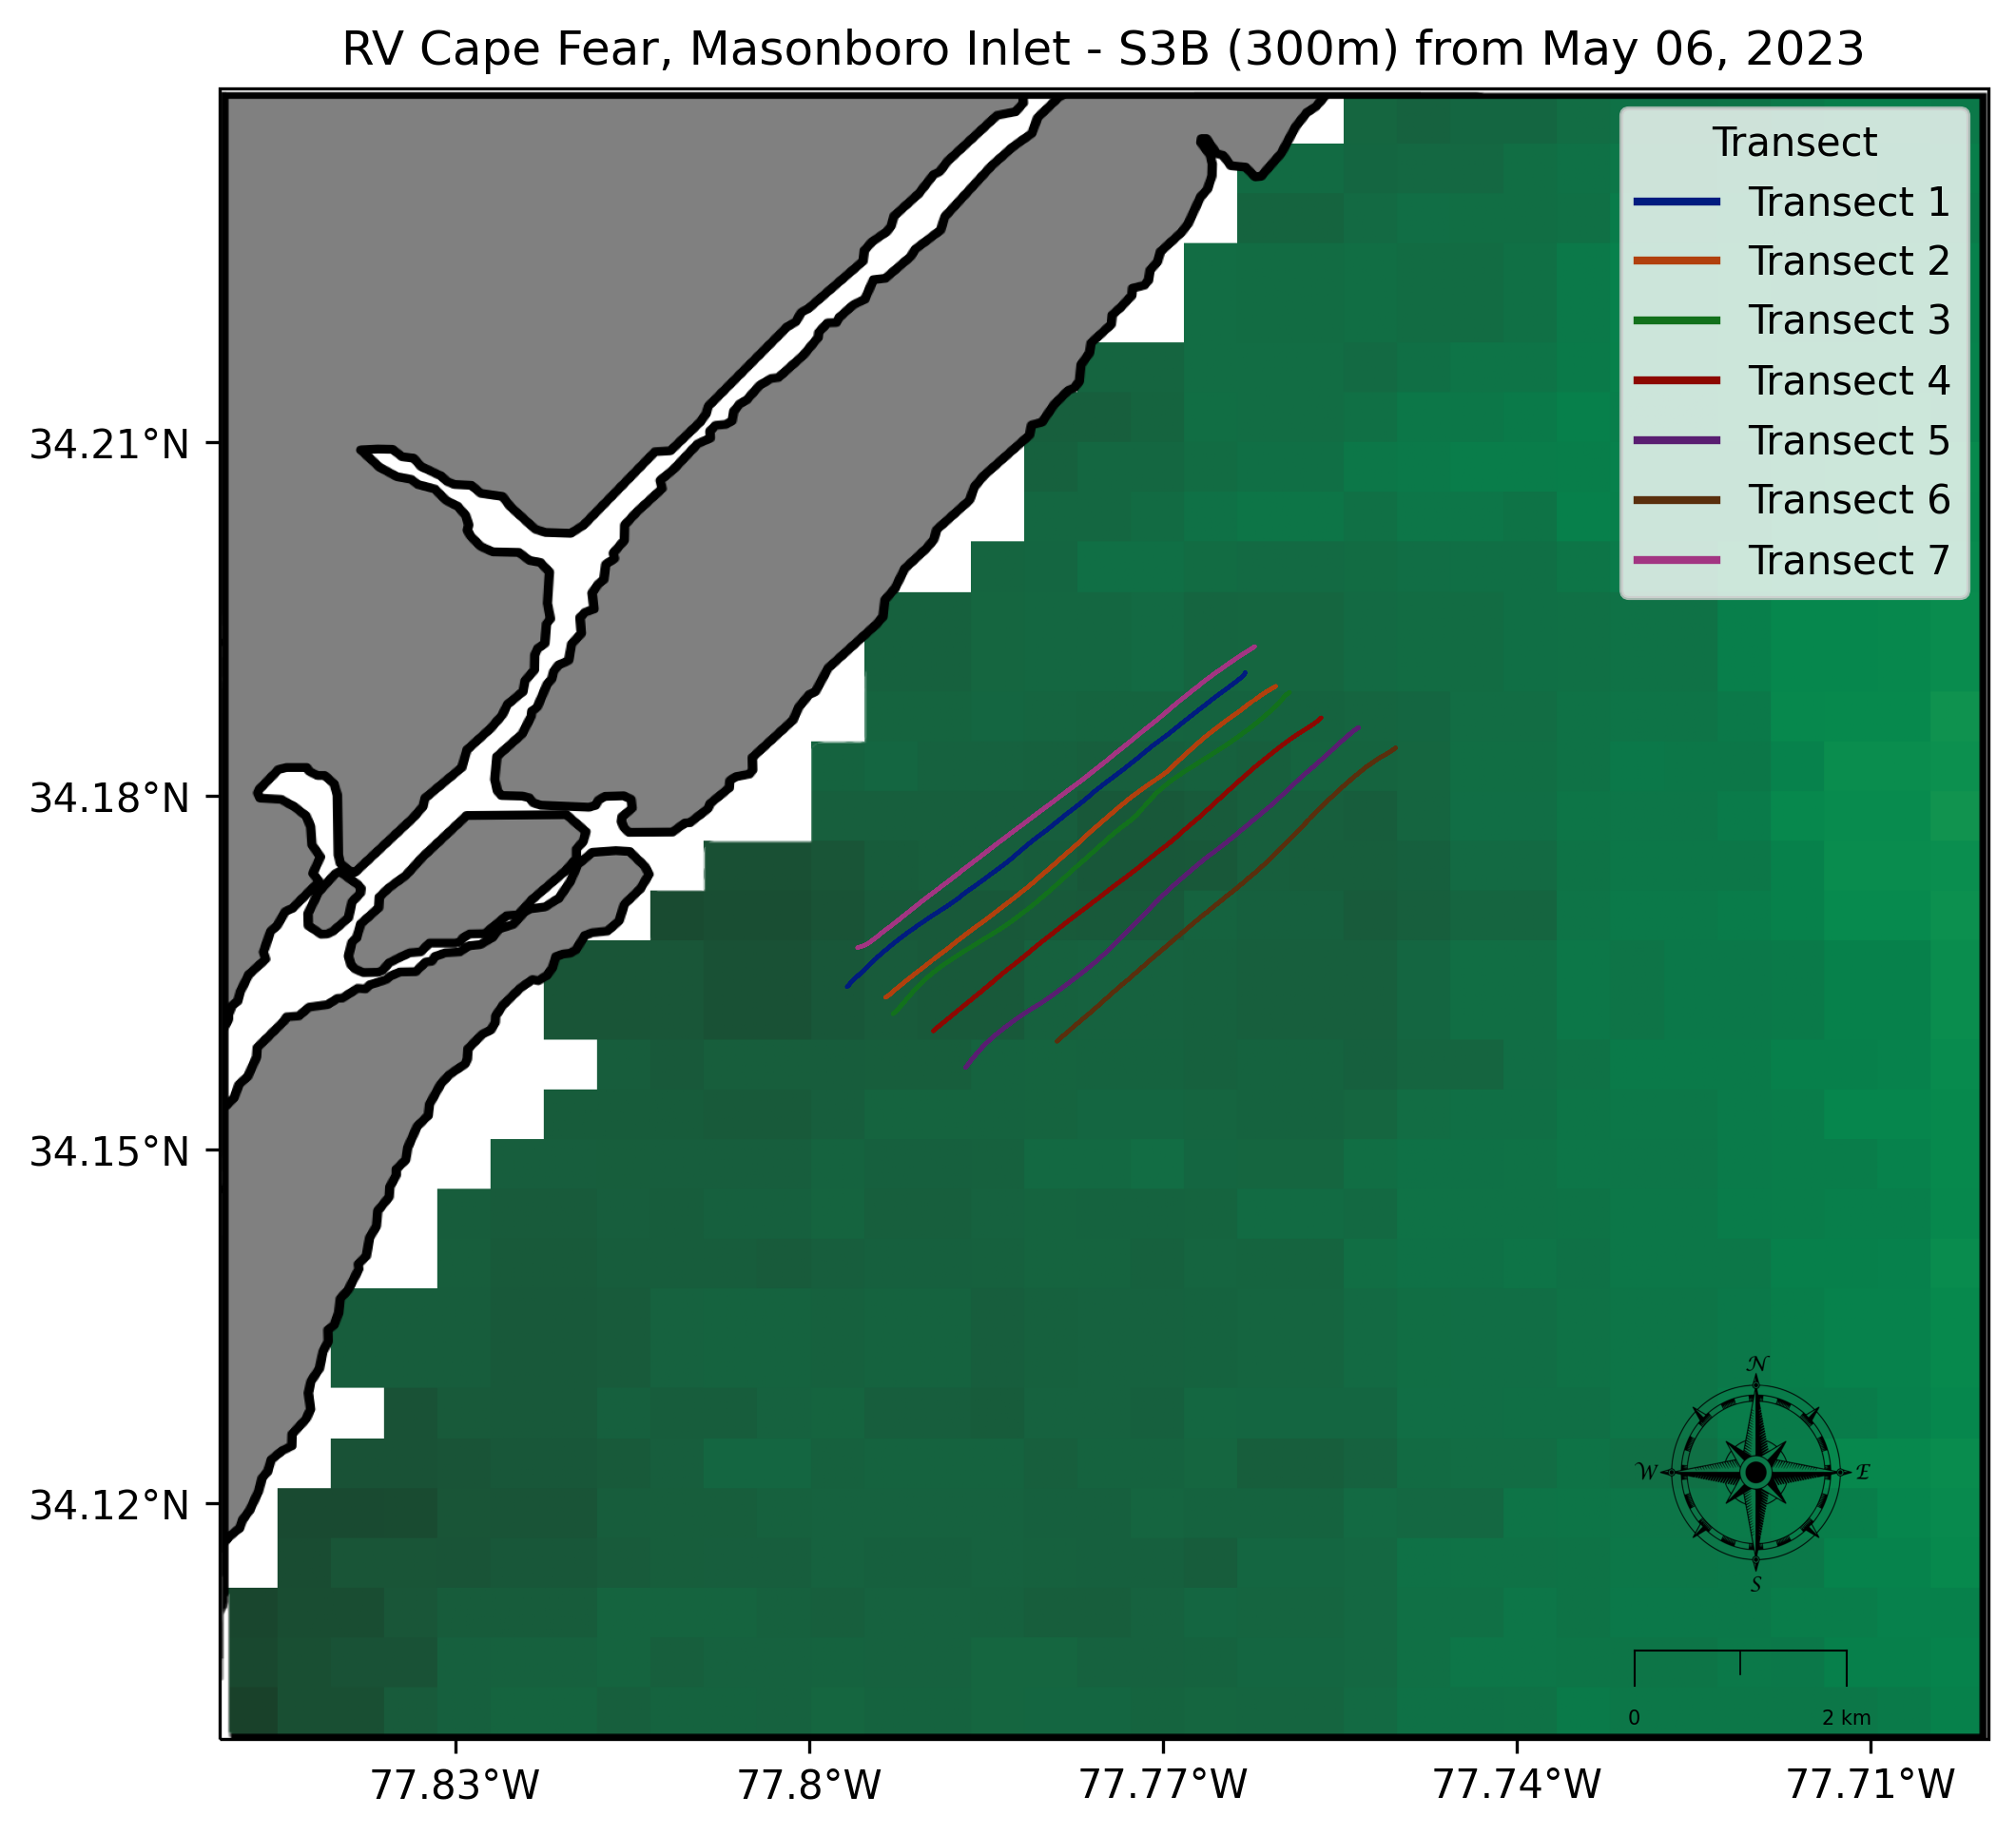 RV Cape Fear, Masonboro Inlet - S3B (300m) from May 06, 2023
Transect
Transect 1
Transect 2
Transect 3
Transect 4
Transect 5
Transect 6
Transect 7
34.21°N
34.18°N
34.15°N
34.12°N
N
W
E
S
0
2 km
77.83°W
77.8°W
77.77°W
77.74°W
77.71°W